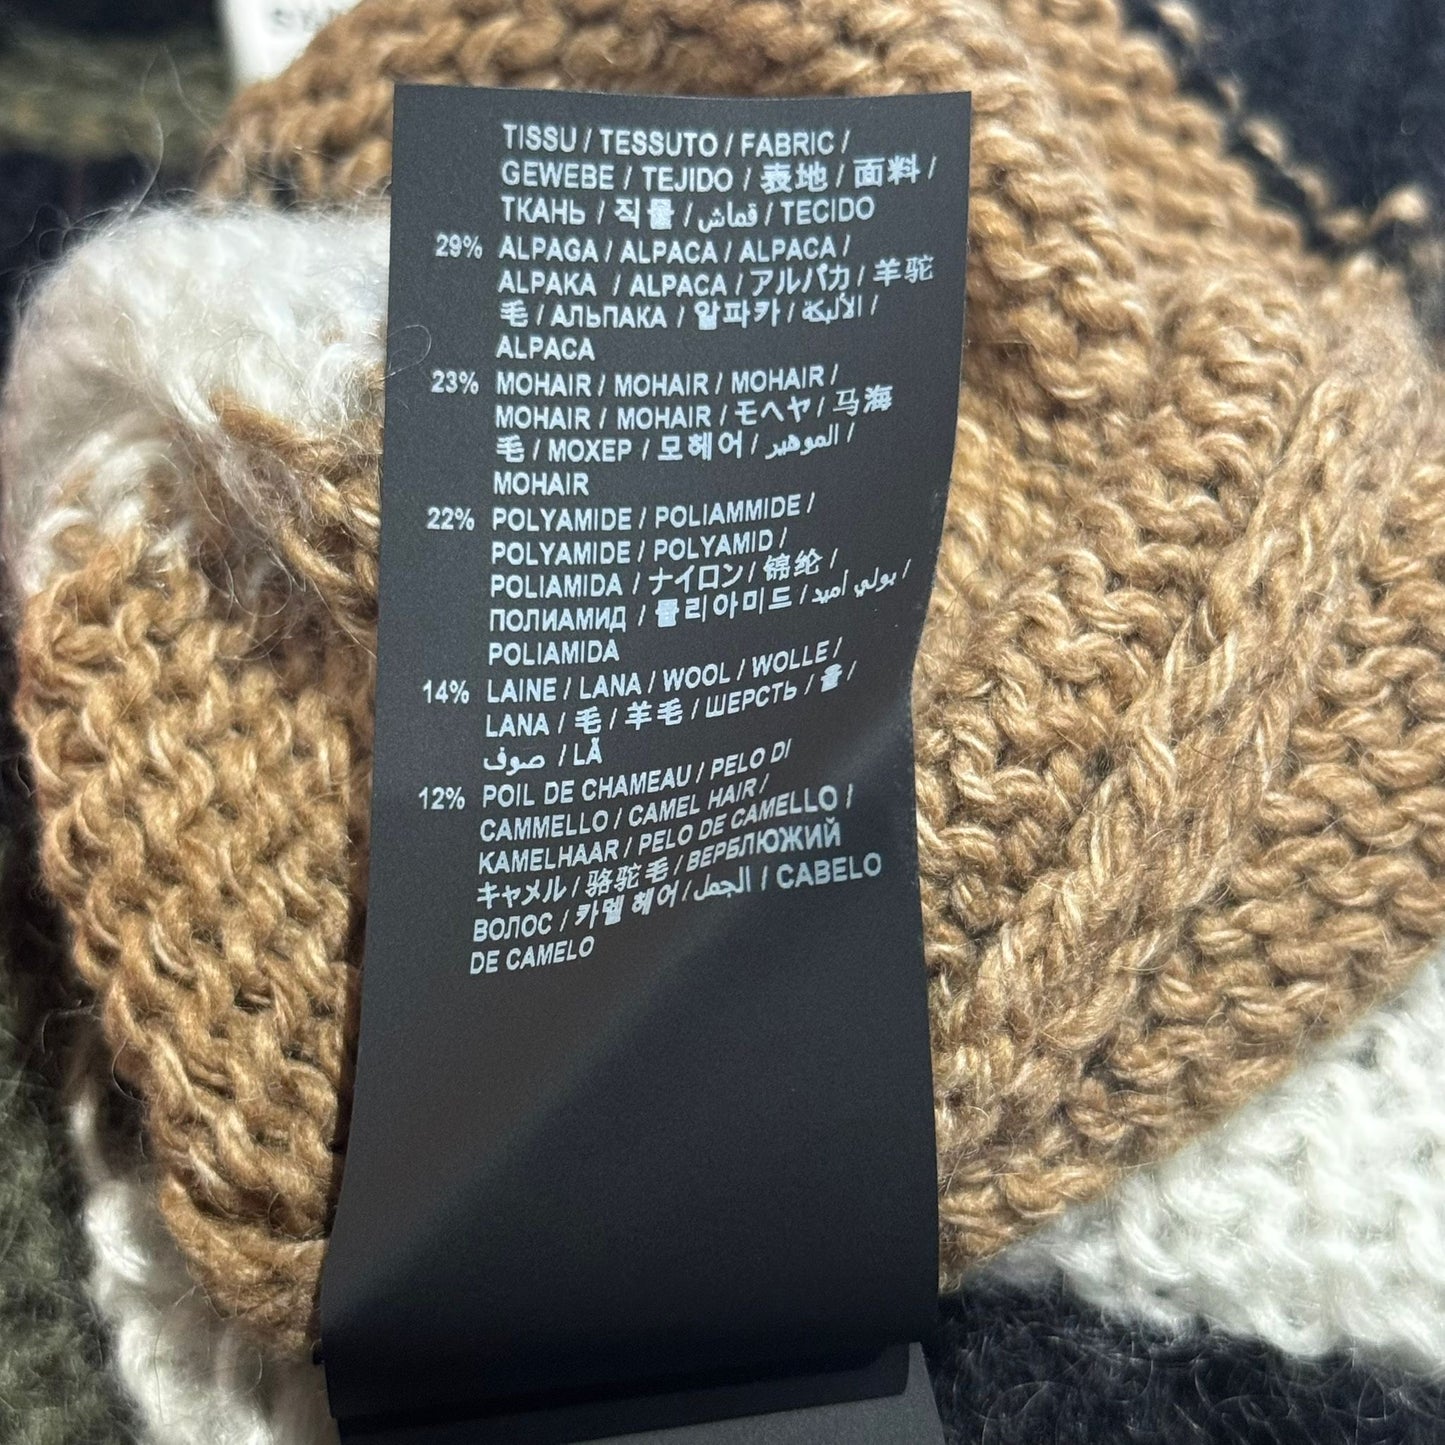 TISSU / TESSUTO / FABRIC /
GEWEBE / TEJIDO / 表地 / 面料 /
ТКАНЬ / 직물 / قماش / TECIDO
29% ALPAGA / ALPACA / ALPACA /
ALPAKA / ALPACA / アルパカ / 羊驼
毛 / АЛЬПАКА / 알파카 / الألبكة /
ALPACA
23% MOHAIR / MOHAIR / MOHAIR /
MOHAIR / MOHAIR / モヘヤ / 马海
毛 / МОХЕР / 모헤어 / الموهير /
MOHAIR
22% POLYAMIDE / POLIAMMIDE /
POLYAMIDE / POLYAMID /
POLIAMIDA / ナイロン / 锦纶 /
ПОЛИАМИД / 폴리아미드 / بولي أميد /
POLIAMIDA
14% LAINE / LANA / WOOL / WOLLE /
LANA / 毛 / 羊毛 / ШЕРСТЬ / 울 /
صوف / LÃ
12% POIL DE CHAMEAU / PELO DI
CAMMELLO / CAMEL HAIR /
KAMELHAAR / PELO DE CAMELLO /
キャメル / 骆驼毛 / ВЕРБЛЮЖИЙ
ВОЛОС / 카멜 헤어 / الجمل / CABELO
DE CAMELO